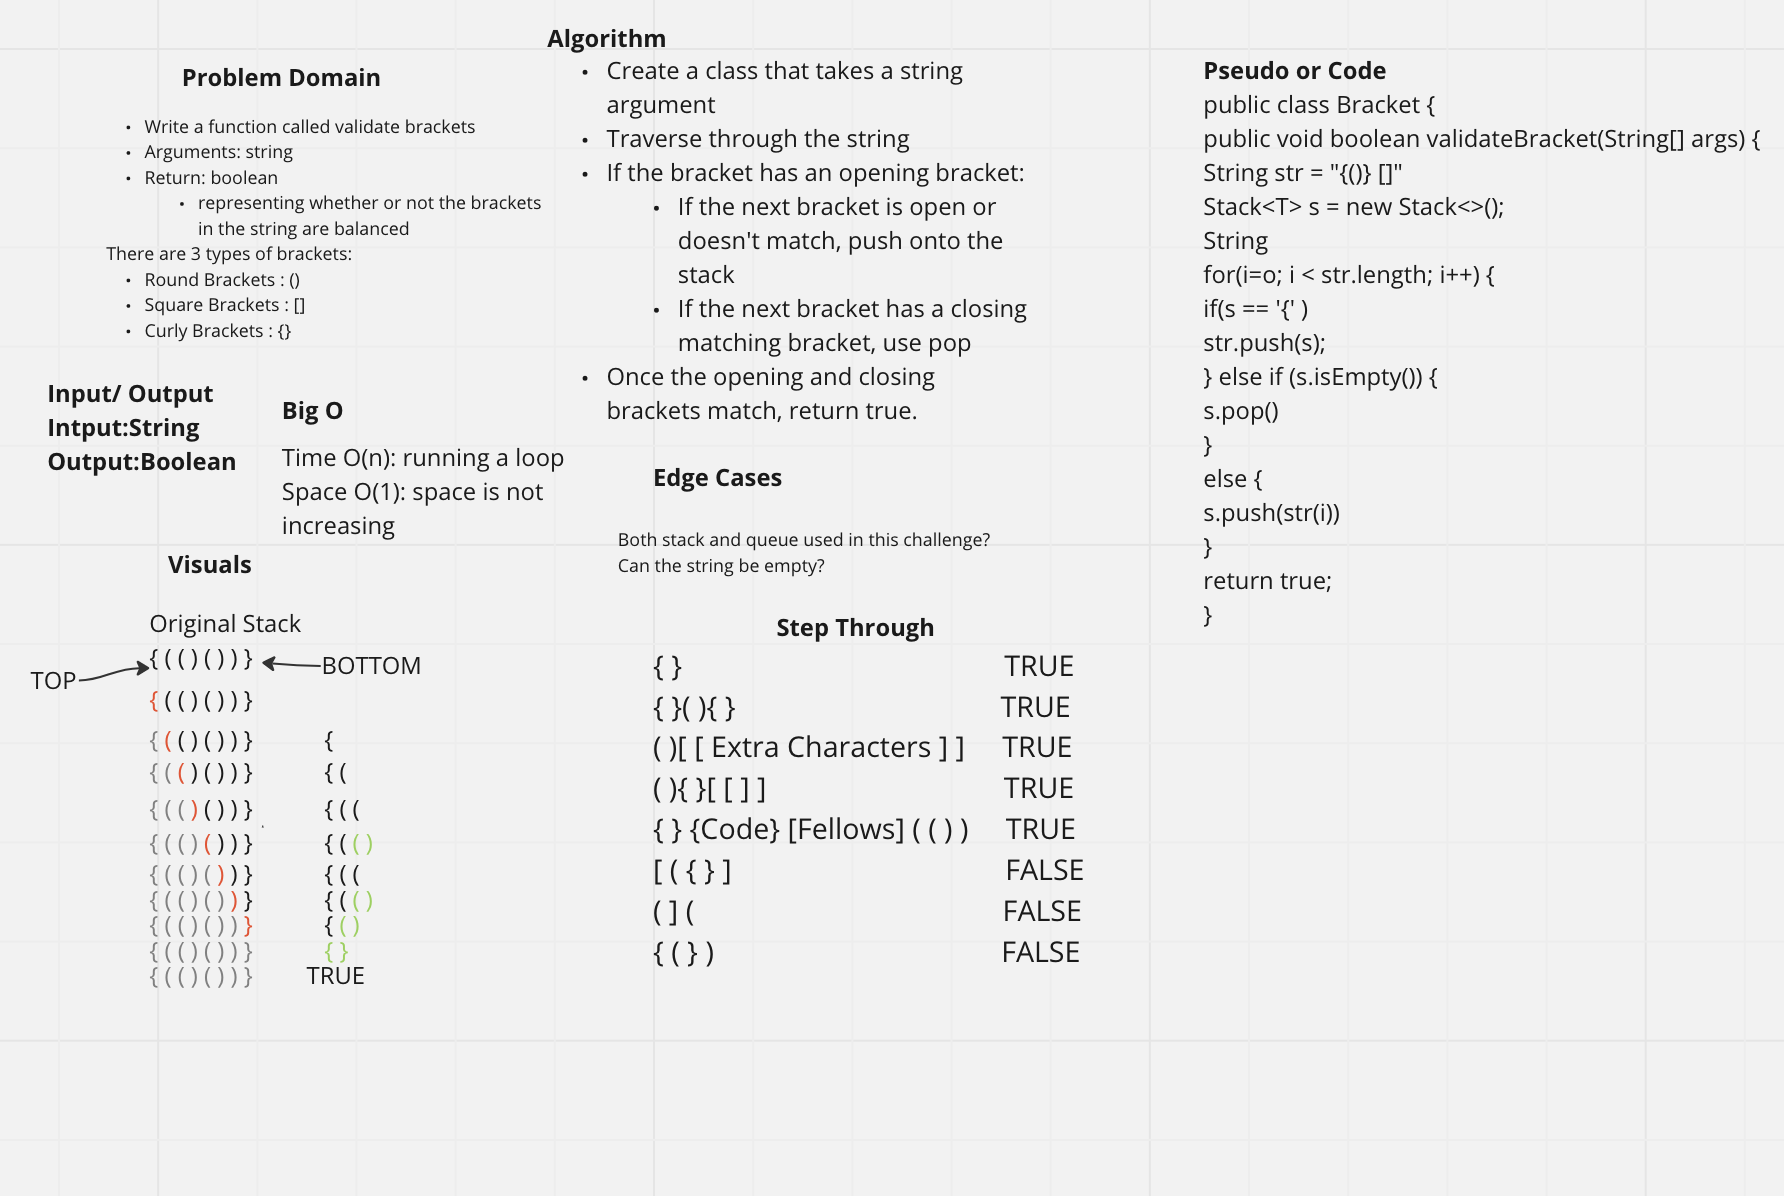 Problem Domain
• Write a function called validate brackets
• Arguments: string
• Return: boolean
• representing whether or not the brackets
in the string are balanced
There are 3 types of brackets:
• Round Brackets : ()
• Square Brackets : []
• Curly Brackets : {}
Input/ Output
Intput:String
Output:Boolean
Big O
Time O(n): running a loop
Space O(1): space is not
increasing
Visuals
Original Stack
TOP
{ ( ( ) ( ) ) }
BOTTOM
{ ( ( ) ( ) ) }
{ ( ( ) ( ) ) } {
{ ( ( ) ( ) ) } { (
{ ( ( ) ( ) ) } { ( (
{ ( ( ) ( ) ) } { ( ( )
{ ( ( ) ( ) ) } { ( (
{ ( ( ) ( ) ) } { ( ( )
{ ( ( ) ( ) ) } { ( )
{ ( ( ) ( ) ) } { }
{ ( ( ) ( ) ) } TRUE
Algorithm
• Create a class that takes a string
argument
• Traverse through the string
• If the bracket has an opening bracket:
• If the next bracket is open or
doesn't match, push onto the
stack
• If the next bracket has a closing
matching bracket, use pop
• Once the opening and closing
brackets match, return true.
Edge Cases
Both stack and queue used in this challenge?
Can the string be empty?
Step Through
{ } TRUE
{ }( ){ } TRUE
( )[ [ Extra Characters ] ] TRUE
( ){ }[ [ ] ] TRUE
{ } {Code} [Fellows] ( ( ) ) TRUE
[ ( { } ] FALSE
( ] ( FALSE
{ ( } ) FALSE
Pseudo or Code
public class Bracket {
public void boolean validateBracket(String[] args) {
String str = "{()} []"
Stack<T> s = new Stack<>();
String
for(i=o; i < str.length; i++) {
if(s == '{' )
str.push(s);
} else if (s.isEmpty()) {
s.pop()
}
else {
s.push(str(i))
}
return true;
}